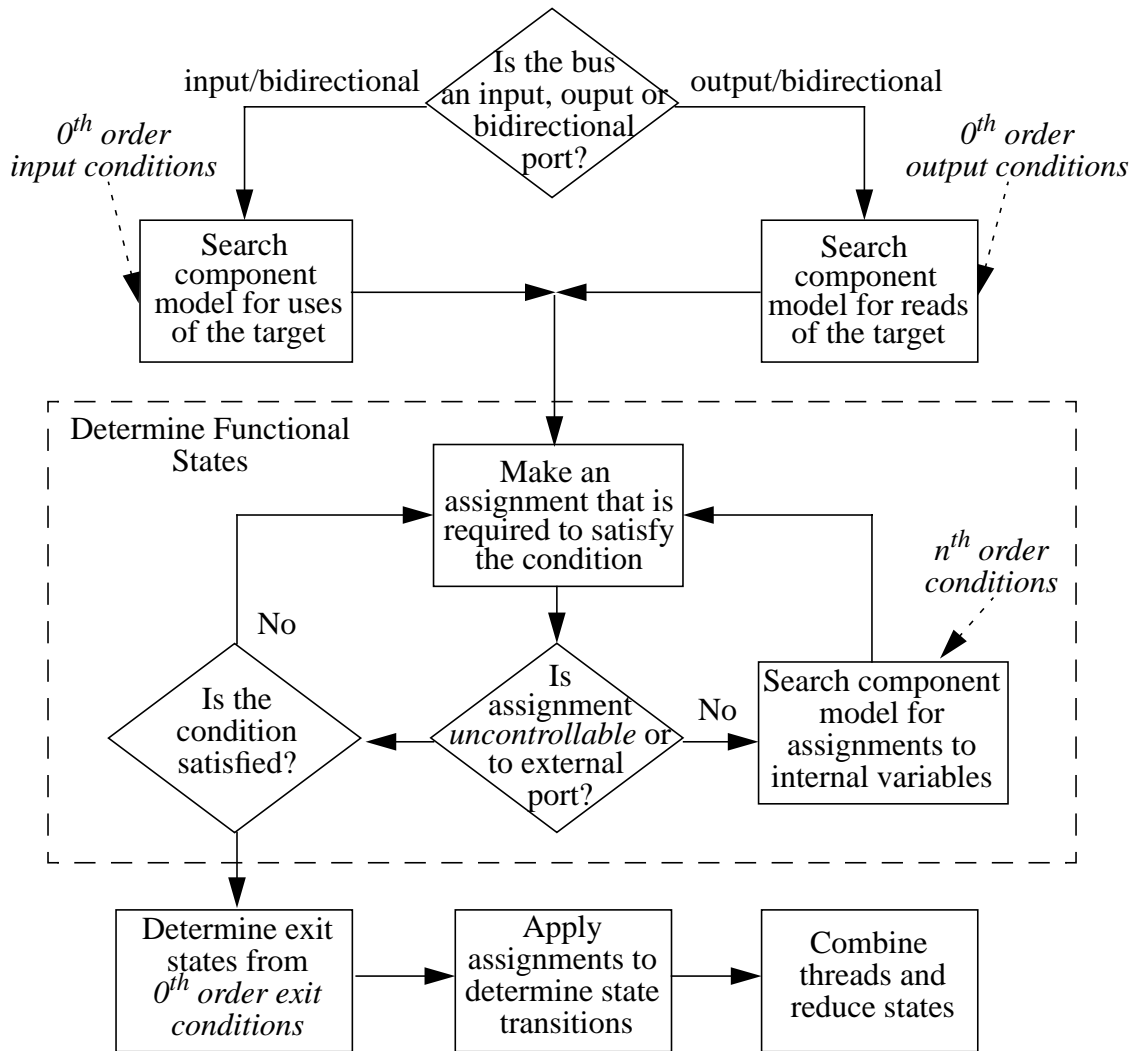 Is the bus
an input, ouput or
bidirectional
port?
input/bidirectional
output/bidirectional
0th order
input conditions
0th order
output conditions
Search
component
model for uses
of the target
Search
component
model for reads
of the target
Determine Functional
States
Make an
assignment that is
required to satisfy
the condition
nth order
conditions
No
Is the
condition
satisfied?
Is
assignment
uncontrollable or
to external
port?
No
Search component
model for
assignments to
internal variables
Determine exit
states from
0th order exit
conditions
Apply
assignments to
determine state
transitions
Combine
threads and
reduce states